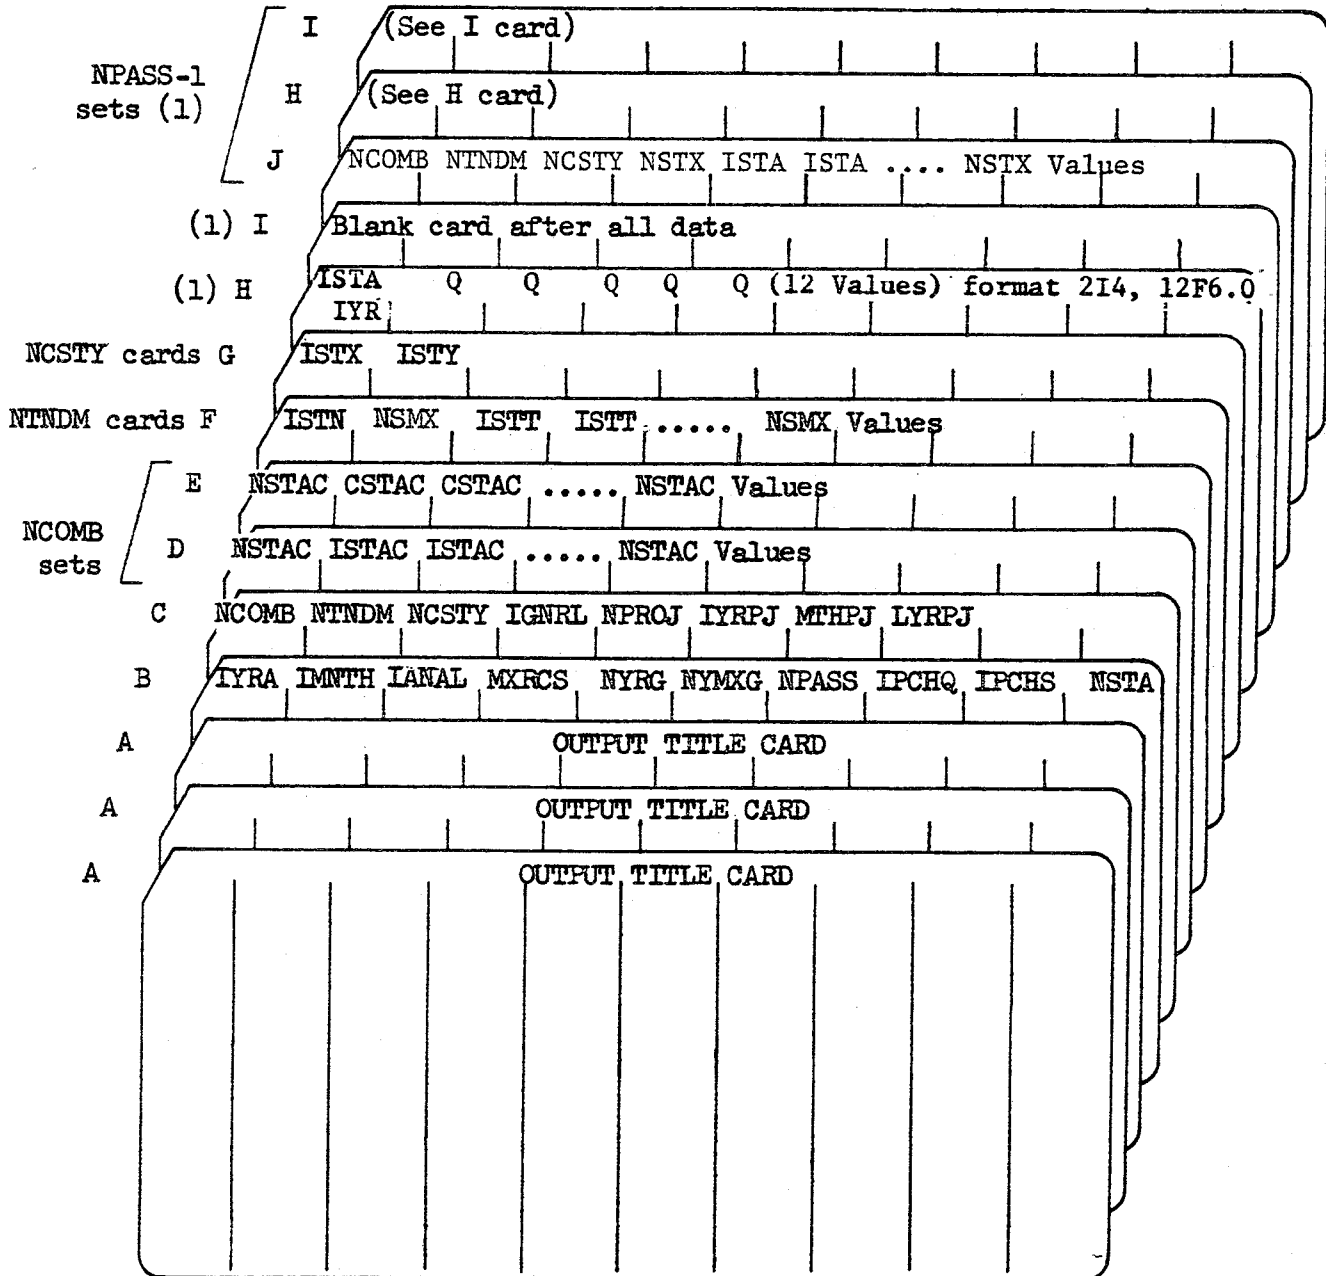 I (See I card)
NPASS-1
sets (1)
H (See H card)
J NCOMB NTNDM NCSTY NSTX ISTA ISTA .... NSTX Values
(1) I Blank card after all data
(1) H ISTA Q Q Q Q Q (12 Values) format 2I4, 12F6.0
IYR
NCSTY cards G ISTX ISTY
NTNDM cards F ISTN NSMX ISTT ISTT ..... NSMX Values
E NSTAC CSTAC CSTAC ..... NSTAC Values
NCOMB
sets
D NSTAC ISTAC ISTAC ..... NSTAC Values
C NCOMB NTNDM NCSTY IGNRL NPROJ IYRPJ MTHPJ LYRPJ
B IYRA IMNTH IANAL MXRCS NYRG NYMXG NPASS IPCHQ IPCHS NSTA
A OUTPUT TITLE CARD
A OUTPUT TITLE CARD
A OUTPUT TITLE CARD